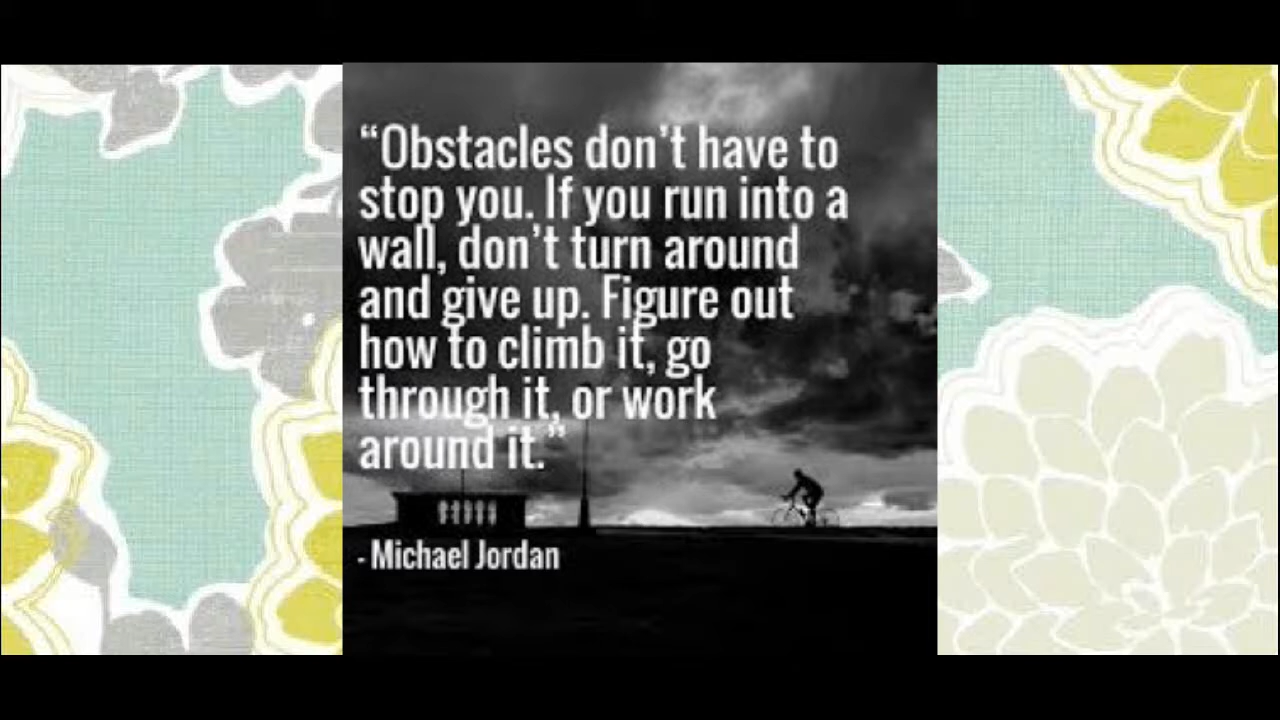 “Obstacles don’t have to
stop you. If you run into a
wall, don’t turn around
and give up. Figure out
how to climb it, go
through it, or work
around it.”
- Michael Jordan